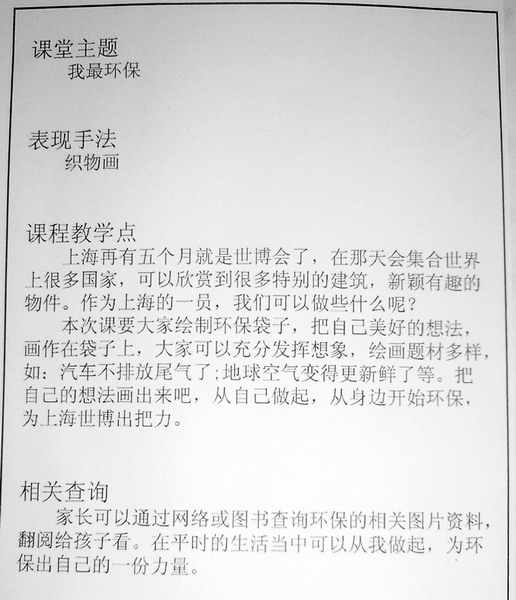 课堂主题
我最环保
表现手法
织物画
课程教学点
上海再有五个月就是世博会了，在那天会集合世界
上很多国家，可以欣赏到很多特别的建筑，新颖有趣的
物件。作为上海的一员，我们可以做些什么呢？
本次课要大家绘制环保袋子，把自己美好的想法，
画作在袋子上，大家可以充分发挥想象，绘画题材多样，
如：汽车不排放尾气了;地球空气变得更新鲜了等。把
自己的想法画出来吧，从自己做起，从身边开始环保，
为上海世博出把力。
相关查询
家长可以通过网络或图书查询环保的相关图片资料，
翻阅给孩子看。在平时的生活当中可以从我做起，为环
保出自己的一份力量。